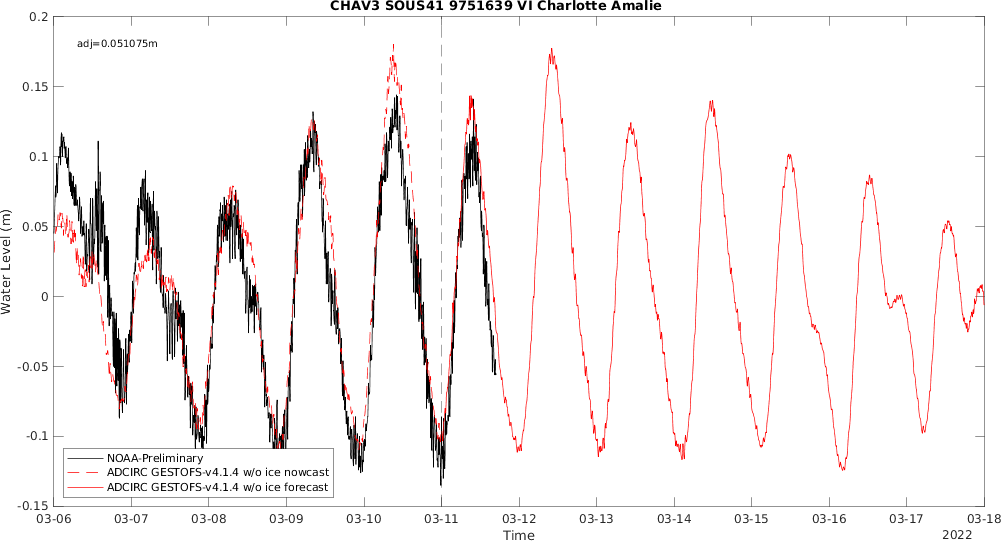 CHAV3 SOUS41 9751639 VI Charlotte Amalie
adj=0.051075m
0.2
0.15
0.1
0.05
0
-0.05
-0.1
-0.15
Water Level (m)
NOAA-Preliminary
ADCIRC GESTOFS-v4.1.4 w/o ice nowcast
ADCIRC GESTOFS-v4.1.4 w/o ice forecast
03-06 03-07 03-08 03-09 03-10 03-11 03-12 03-13 03-14 03-15 03-16 03-17 03-18
Time
2022